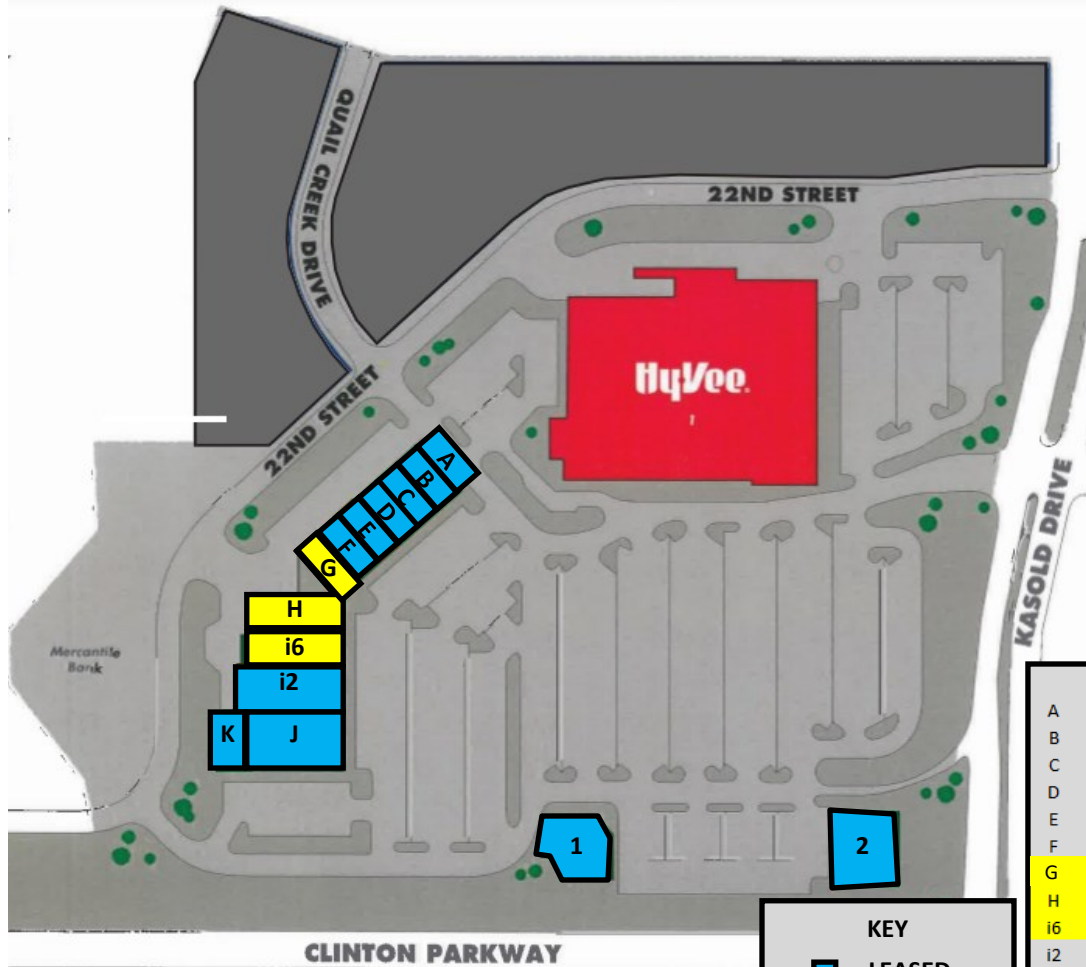 QUAIL CREEK DRIVE
22ND STREET
HyVee.
1
22ND STREET
A
B
C
D
E
F
G
H
i6
i2
K
J
Mercantile
Bank
KASOLD DRIVE
1
2
CLINTON PARKWAY
KEY
LEASED
A
B
C
D
E
F
G
H
i6
i2